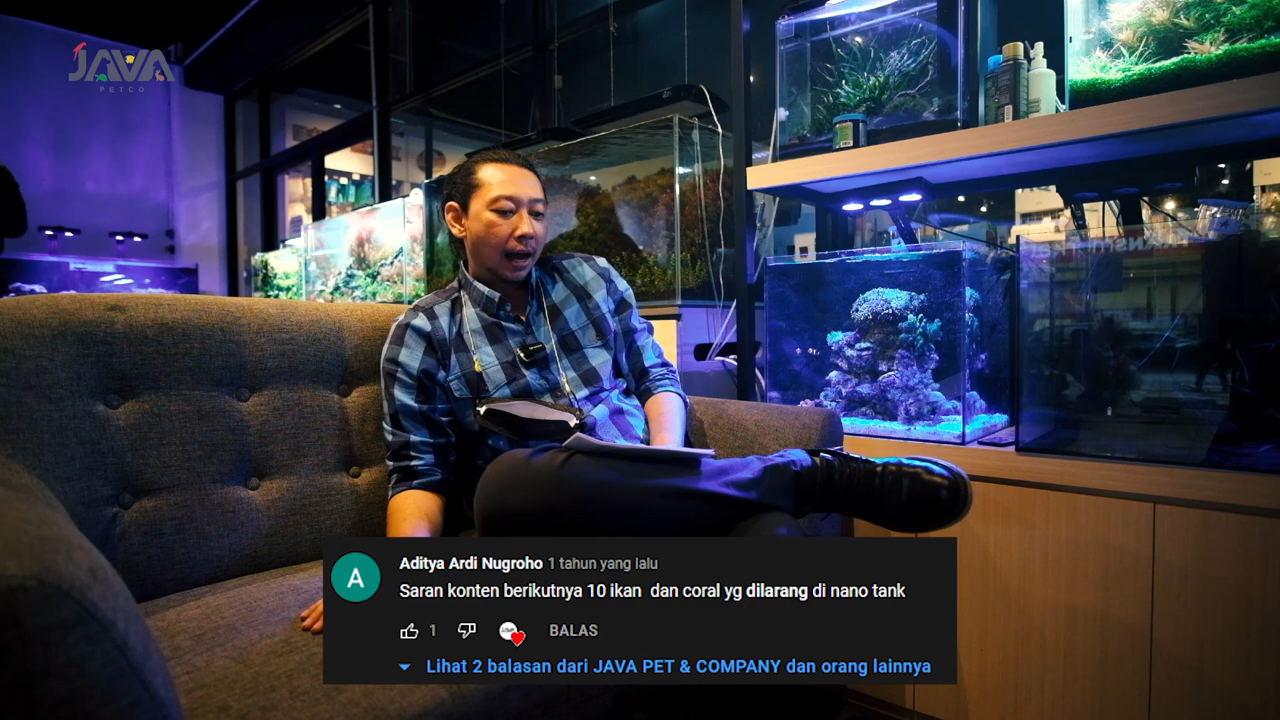 JAVA
PETCO
A
Aditya Ardi Nugroho 1 tahun yang lalu
Saran konten berikutnya 10 ikan dan coral yg dilarang di nano tank
1
BALAS
Lihat 2 balasan dari JAVA PET & COMPANY dan orang lainnya